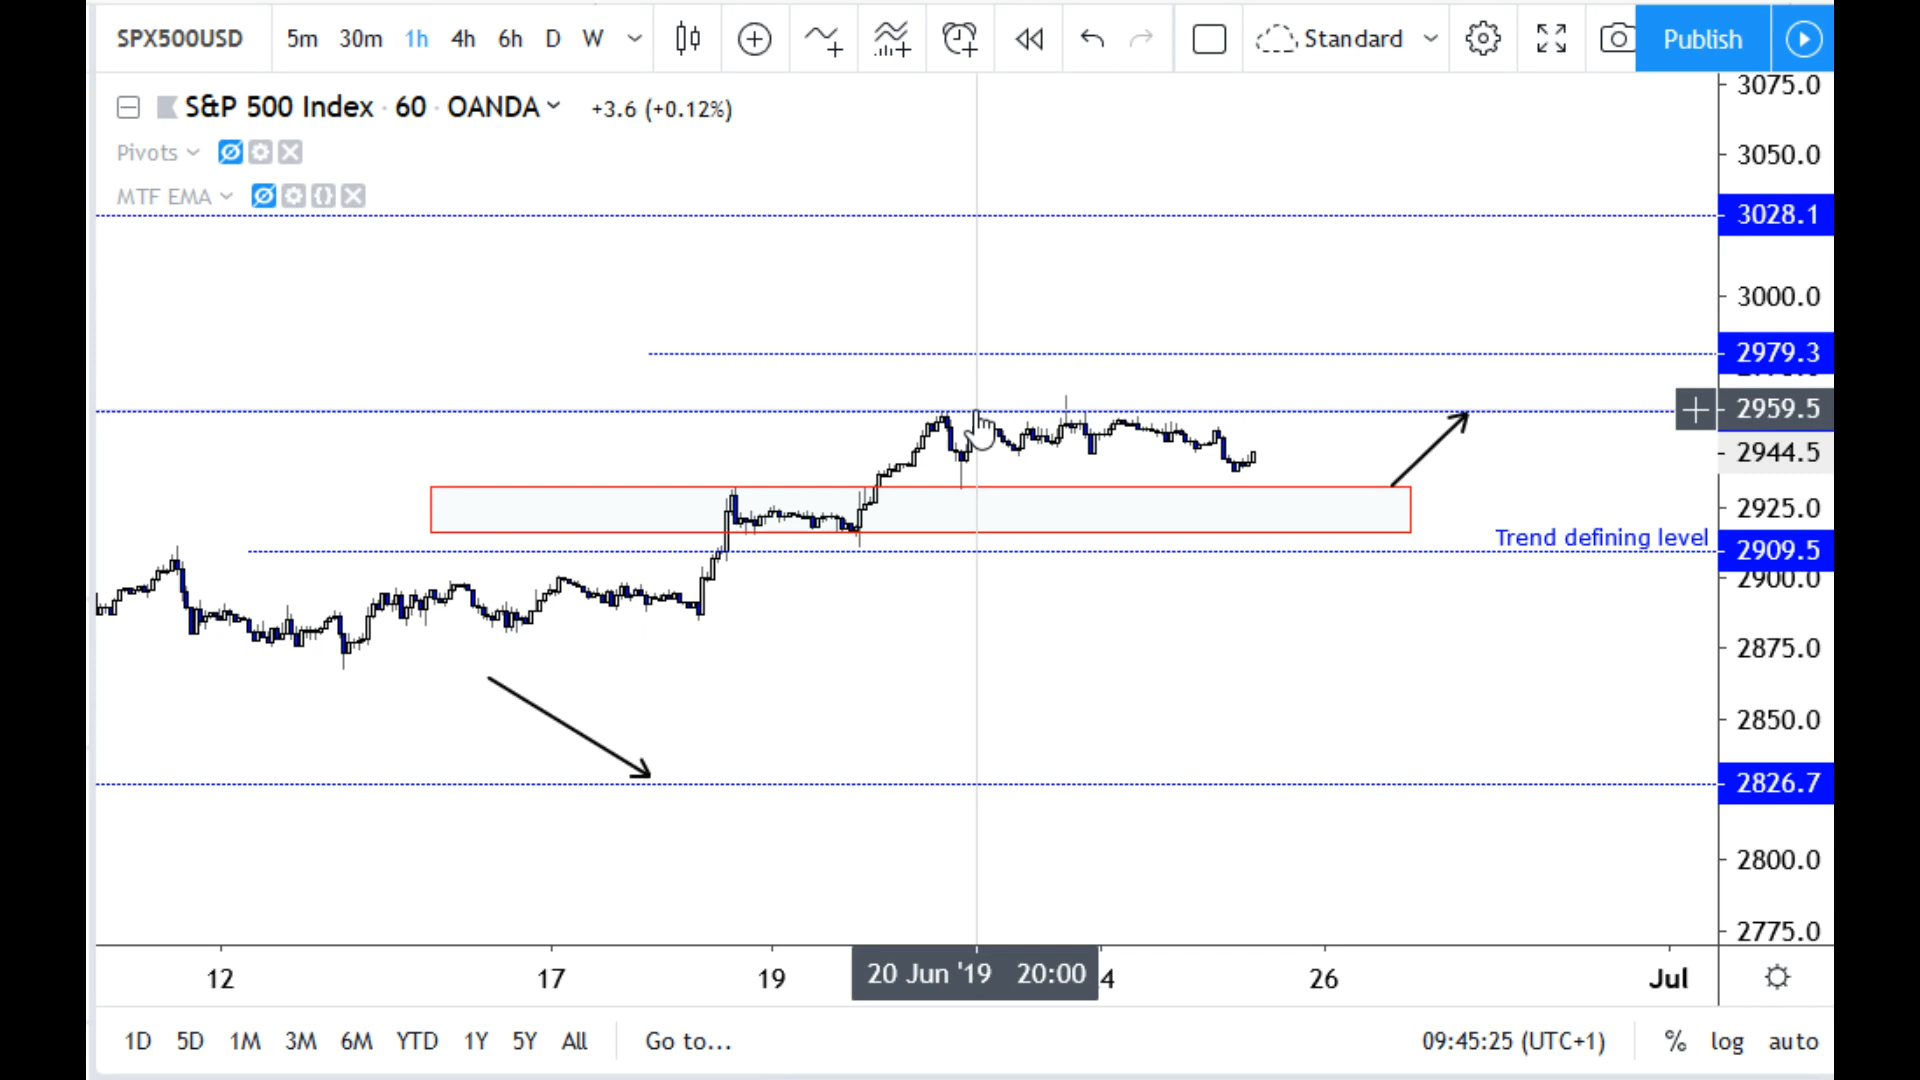 SPX500USD 5m 30m 1h 4h 6h D W Standard Publish
S&P 500 Index · 60 · OANDA +3.6 (+0.12%)
Pivots
MTF EMA
3075.0
3050.0
3028.1
3000.0
2979.3
2959.5
2944.5
2925.0
Trend defining level
2909.5
2900.0
2875.0
2850.0
2826.7
2800.0
2775.0
12 17 19 20 Jun '19 20:00 4 26 Jul
1D 5D 1M 3M 6M YTD 1Y 5Y All Go to... 09:45:25 (UTC+1) % log auto